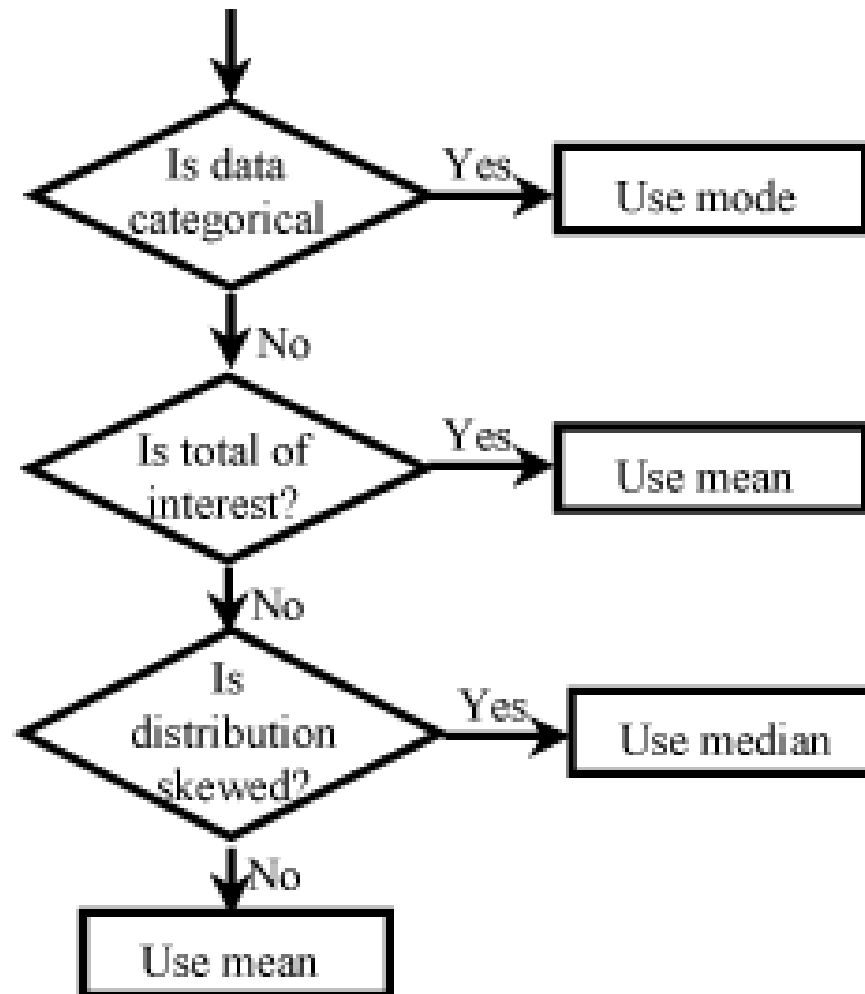 Is data
categorical
Yes
Use mode
No
Is total of
interest?
Yes
Use mean
No
Is
distribution
skewed?
Yes
Use median
No
Use mean